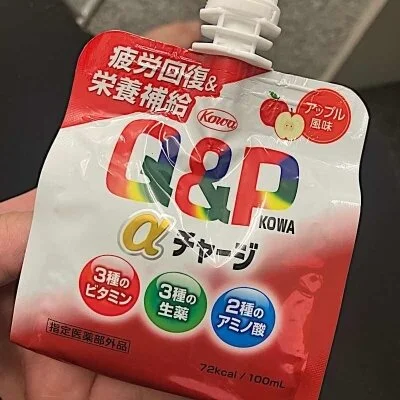 疲労回復&
栄養補給
アップル
風味
Kowa
Q&P
KOWA
αチャージ
3種の
ビタミン
3種の
生薬
2種の
アミノ酸
指定医薬部外品
72kcal / 100mL